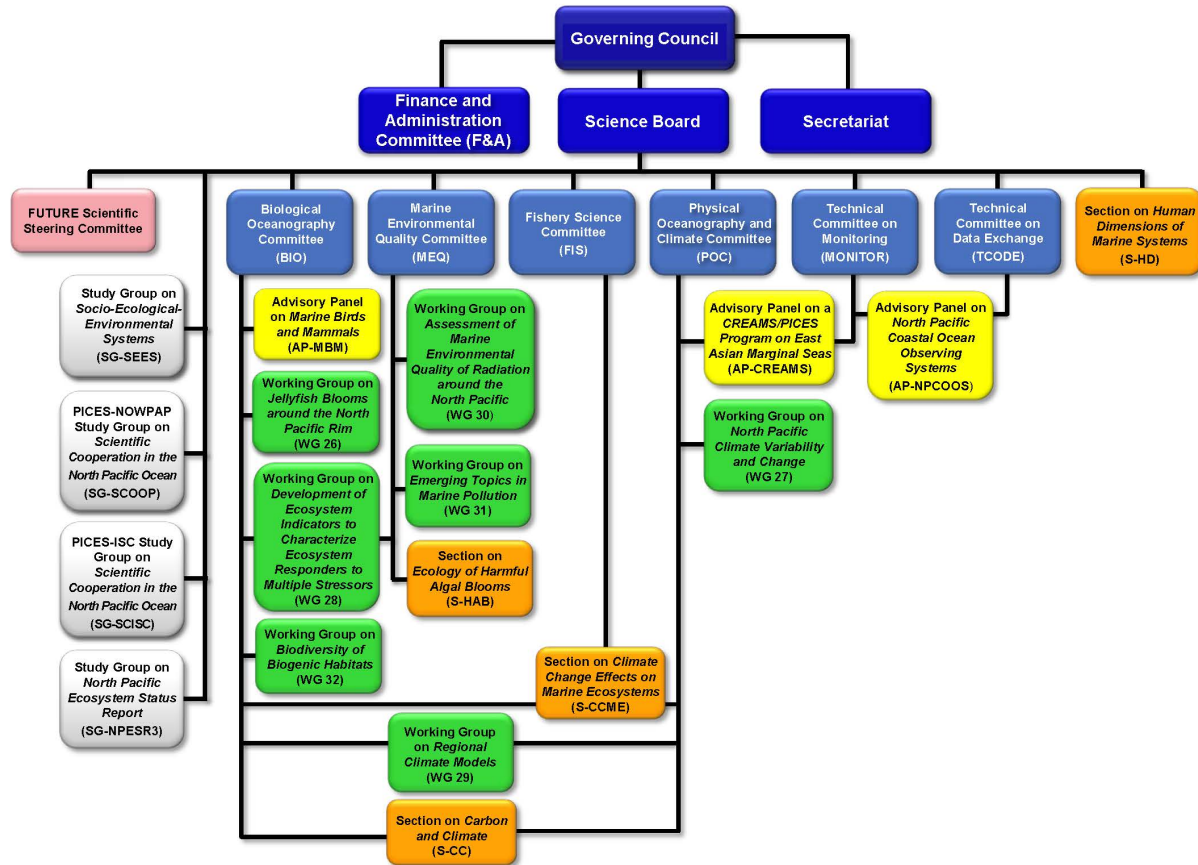 Governing Council
Finance and
Administration
Committee (F&A)
Science Board
Secretariat
FUTURE Scientific
Steering Committee
Biological
Oceanography
Committee
(BIO)
Marine
Environmental
Quality Committee
(MEQ)
Fishery Science
Committee
(FIS)
Physical
Oceanography and
Climate Committee
(POC)
Technical
Committee on
Monitoring
(MONITOR)
Technical
Committee on
Data Exchange
(TCODE)
Section on Human
Dimensions of
Marine Systems
(S-HD)
Study Group on
Socio-Ecological-
Environmental
Systems
(SG-SEES)
PICES-NOWPAP
Study Group on
Scientific
Cooperation in the
North Pacific Ocean
(SG-SCOOP)
PICES-ISC Study
Group on
Scientific
Cooperation in the
North Pacific Ocean
(SG-SCISC)
Study Group on
North Pacific
Ecosystem Status
Report
(SG-NPESR3)
Advisory Panel
on Marine Birds
and Mammals
(AP-MBM)
Working Group on
Jellyfish Blooms
around the North
Pacific Rim
(WG 26)
Working Group on
Development of
Ecosystem
Indicators to
Characterize
Ecosystem
Responders to
Multiple Stressors
(WG 28)
Working Group on
Biodiversity of
Biogenic Habitats
(WG 32)
Working Group on
Assessment of
Marine
Environmental
Quality of Radiation
around the
North Pacific
(WG 30)
Working Group on
Emerging Topics in
Marine Pollution
(WG 31)
Section on
Ecology of Harmful
Algal Blooms
(S-HAB)
Section on Climate
Change Effects on
Marine Ecosystems
(S-CCME)
Working Group
on Regional
Climate Models
(WG 29)
Section on Carbon
and Climate
(S-CC)
Advisory Panel on a
CREAMS/PICES
Program on East
Asian Marginal Seas
(AP-CREAMS)
Working Group on
North Pacific
Climate Variability
and Change
(WG 27)
Advisory Panel on
North Pacific
Coastal Ocean
Observing
Systems
(AP-NPCOOS)